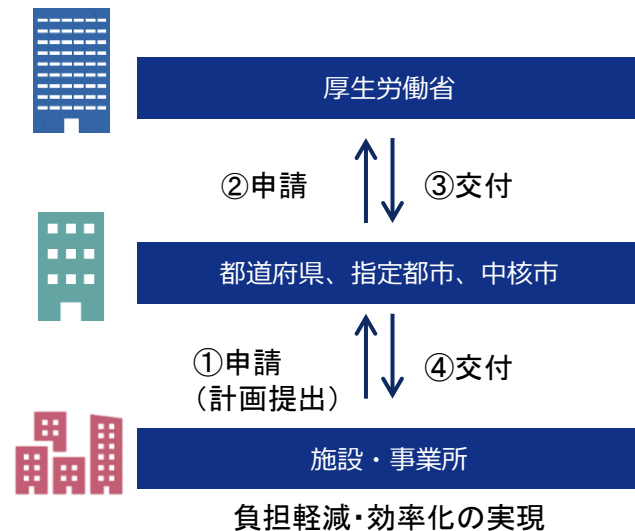 厚生労働省
②申請
③交付
都道府県、指定都市、中核市
①申請
（計画提出）
④交付
施設・事業所
負担軽減・効率化の実現